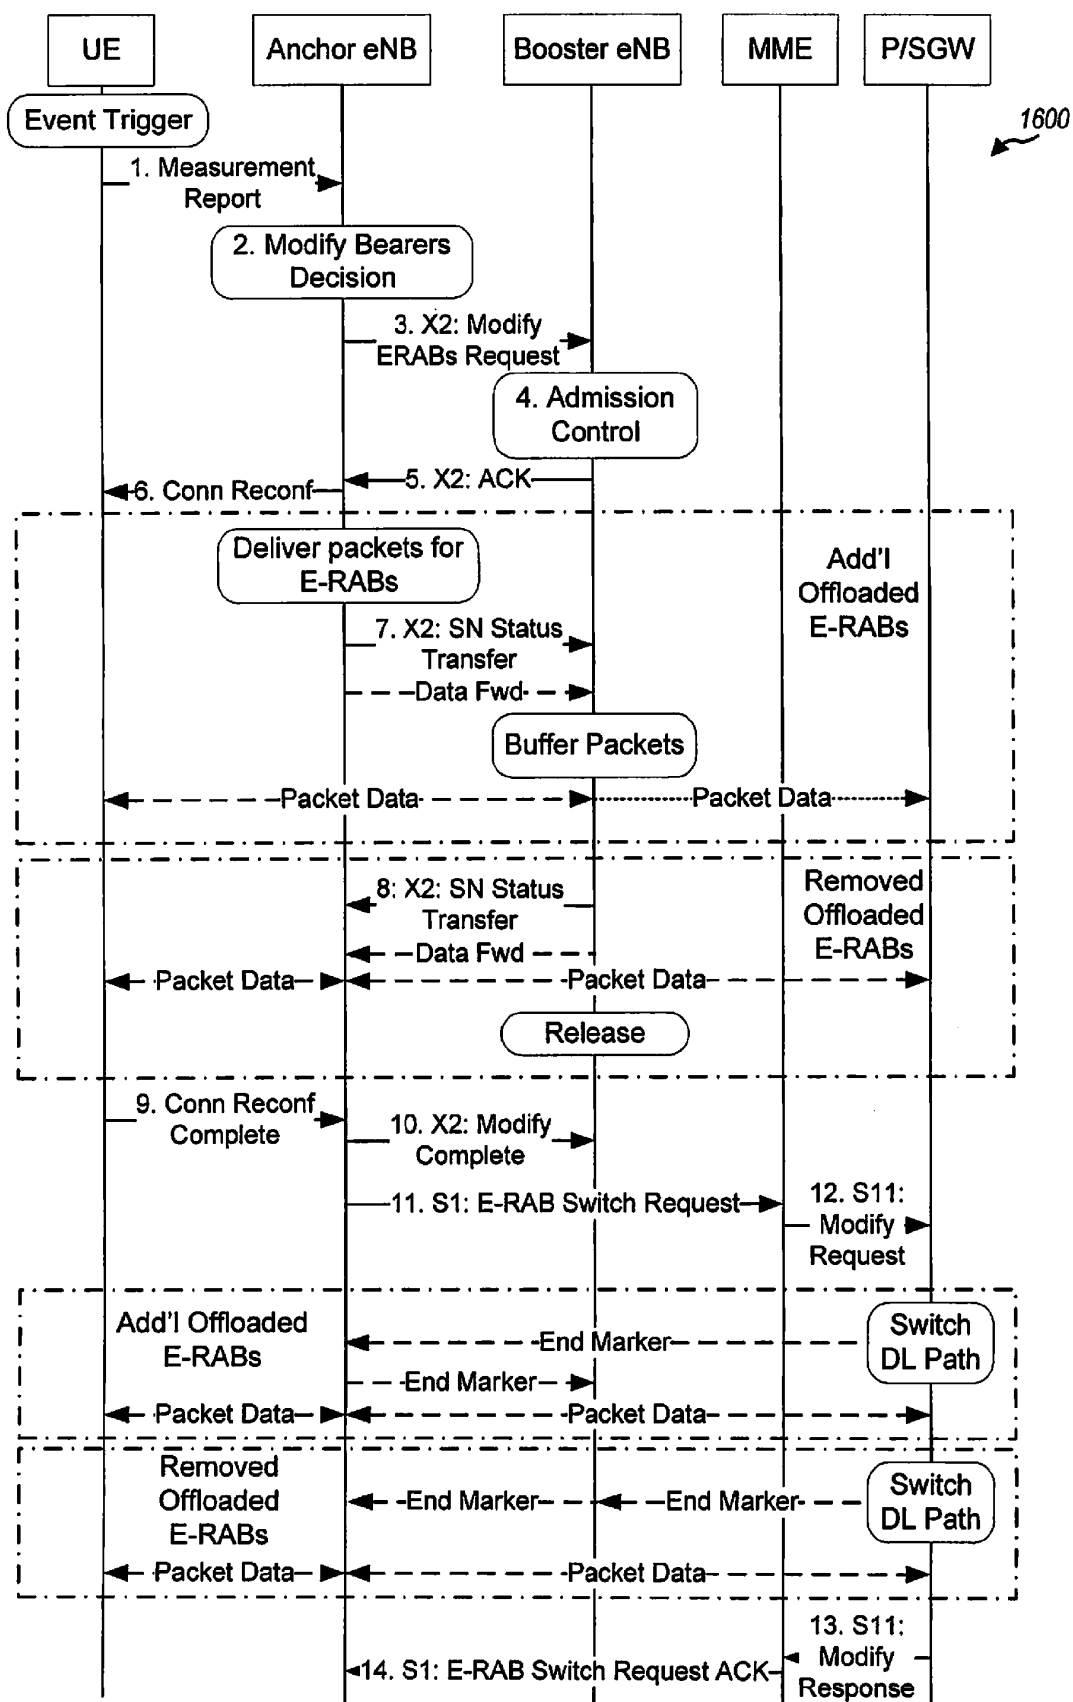 UE
Anchor eNB
Booster eNB
MME
P/SGW
Event Trigger
1600
1. Measurement
Report
2. Modify Bearers
Decision
3. X2: Modify
ERABs Request
4. Admission
Control
5. X2: ACK
6. Conn Reconf
Deliver packets for
E-RABs
Add'l
Offloaded
E-RABs
7. X2: SN Status
Transfer
Data Fwd
Buffer Packets
Packet Data
Packet Data
8: X2: SN Status
Transfer
Removed
Offloaded
E-RABs
Data Fwd
Packet Data
Packet Data
Release
9. Conn Reconf
Complete
10. X2: Modify
Complete
11. S1: E-RAB Switch Request
12. S11:
Modify
Request
Add'l Offloaded
E-RABs
End Marker
Switch
DL Path
End Marker
Packet Data
Packet Data
Removed
Offloaded
E-RABs
End Marker
End Marker
Switch
DL Path
Packet Data
Packet Data
13. S11:
Modify
Response
14. S1: E-RAB Switch Request ACK